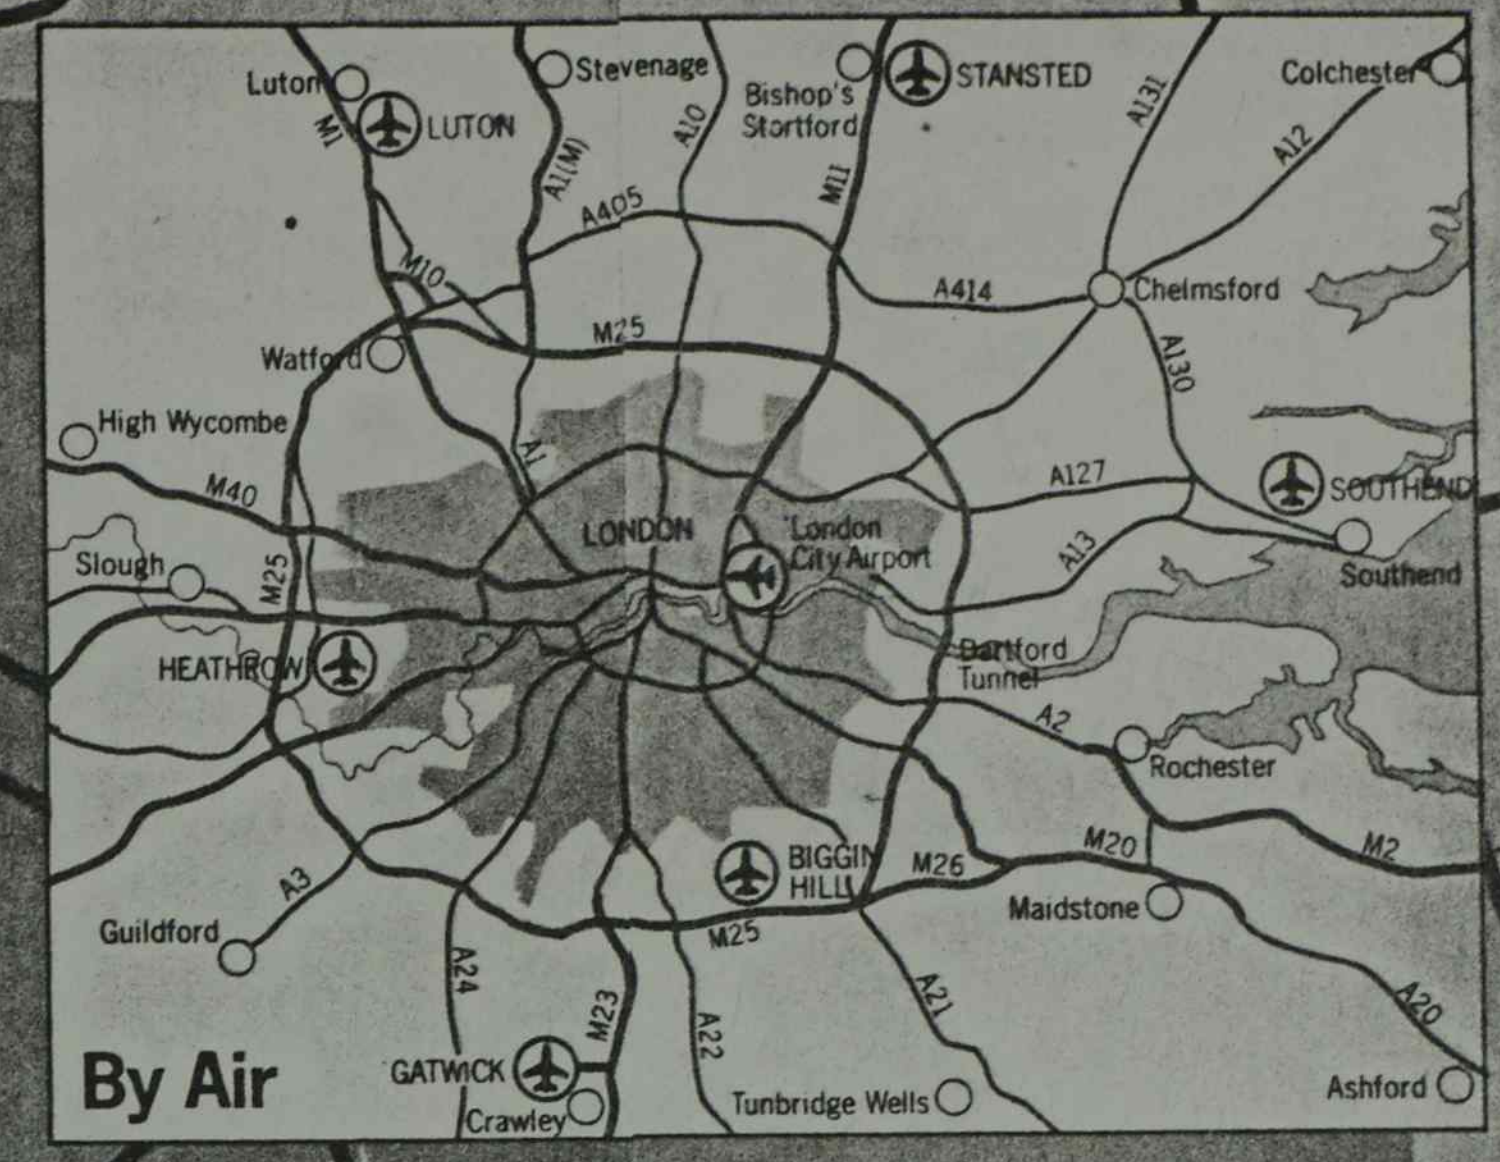 Luton
Stevenage
Bishop's
Stortford
STANSTED
Colchester
M1
LUTON
A1(M)
A10
M11
A131
A12
A405
M10
A414
Chelmsford
Watford
M25
A130
High Wycombe
A1
M40
A127
SOUTHEND
LONDON
London
City Airport
Slough
M25
A13
Southend
HEATHROW
Dartford
Tunnel
A2
Rochester
BIGGIN
HILL
M26
M20
M2
A3
Maidstone
Guildford
M25
A24
M23
A22
A21
A20
By Air
GATWICK
Crawley
Tunbridge Wells
Ashford